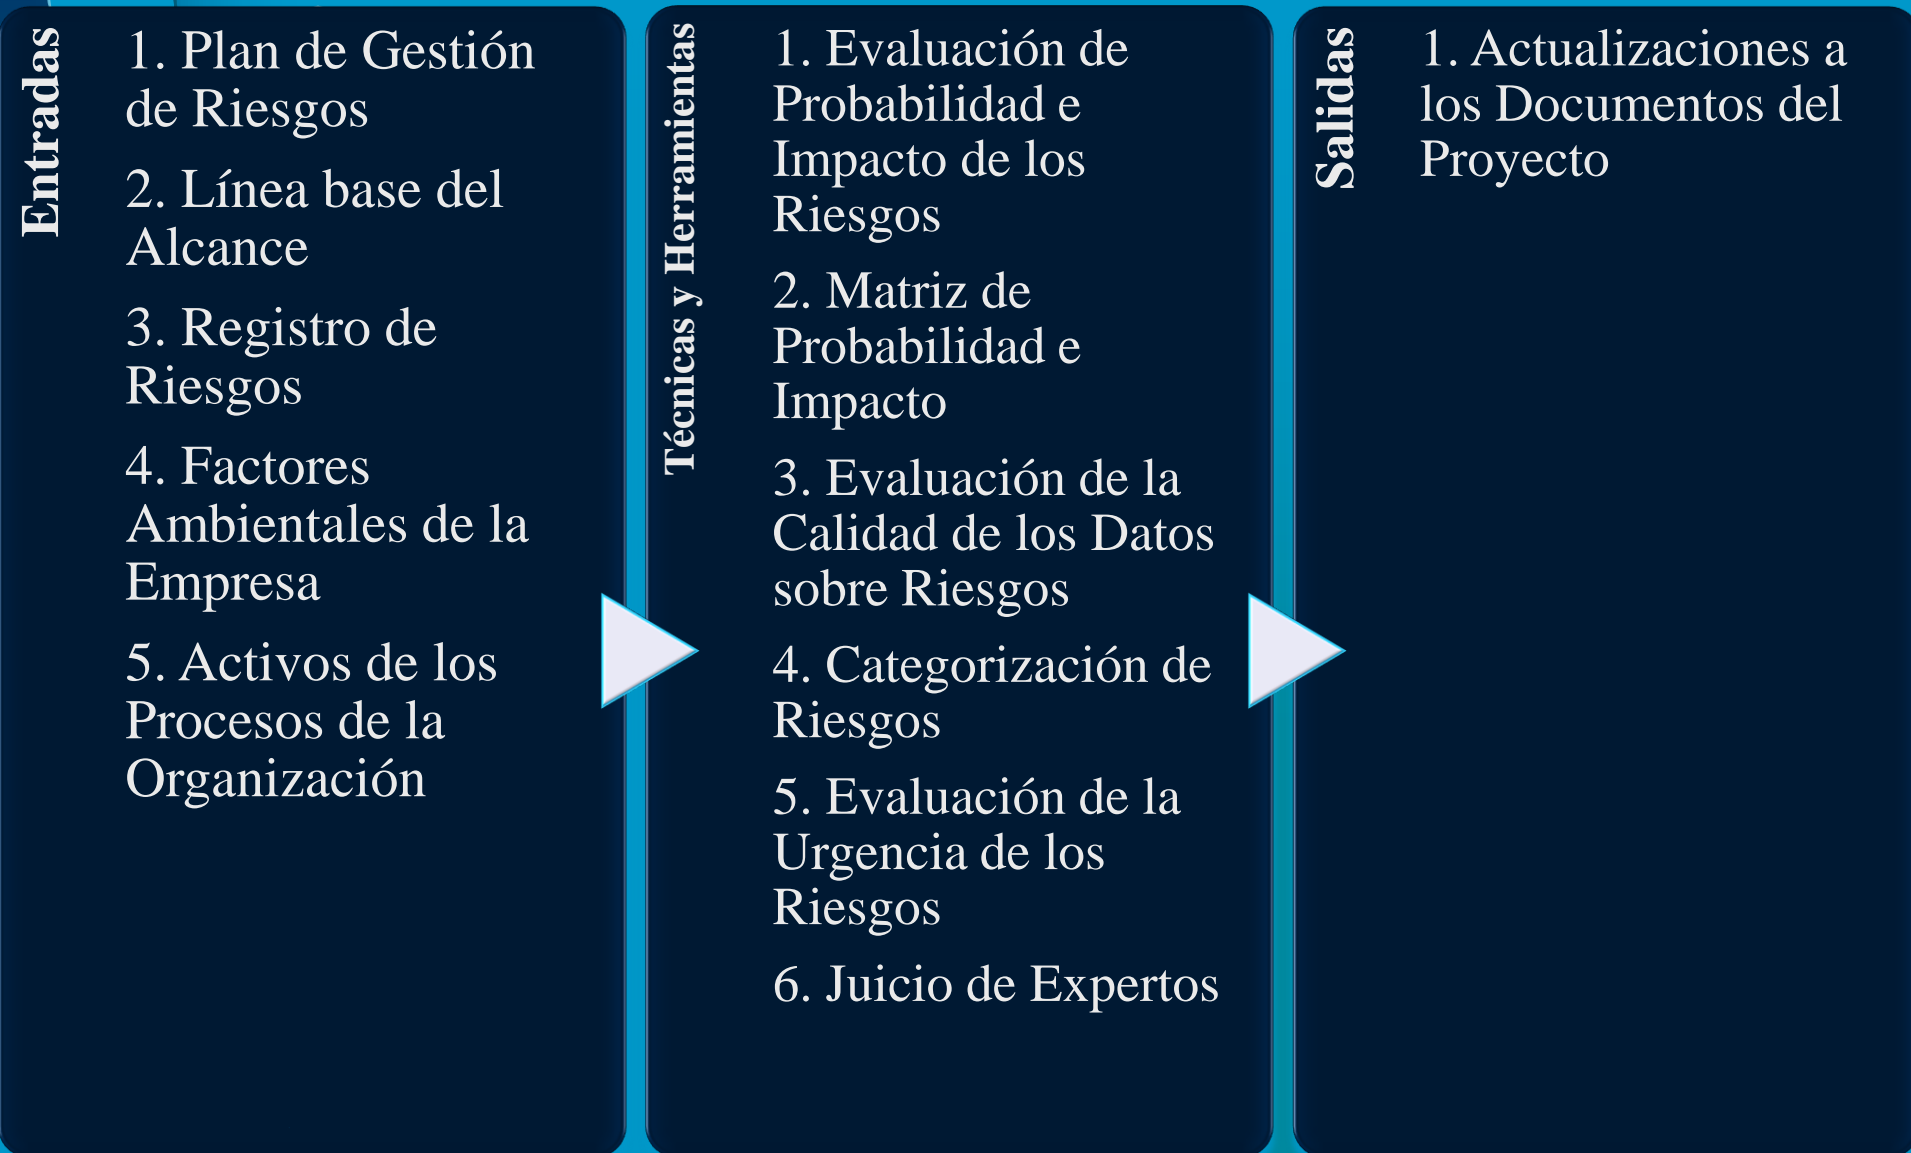 Entradas
1. Plan de Gestión
de Riesgos
2. Línea base del
Alcance
3. Registro de
Riesgos
4. Factores
Ambientales de la
Empresa
5. Activos de los
Procesos de la
Organización
Técnicas y Herramientas
1. Evaluación de
Probabilidad e
Impacto de los
Riesgos
2. Matriz de
Probabilidad e
Impacto
3. Evaluación de la
Calidad de los Datos
sobre Riesgos
4. Categorización de
Riesgos
5. Evaluación de la
Urgencia de los
Riesgos
6. Juicio de Expertos
Salidas
1. Actualizaciones a
los Documentos del
Proyecto